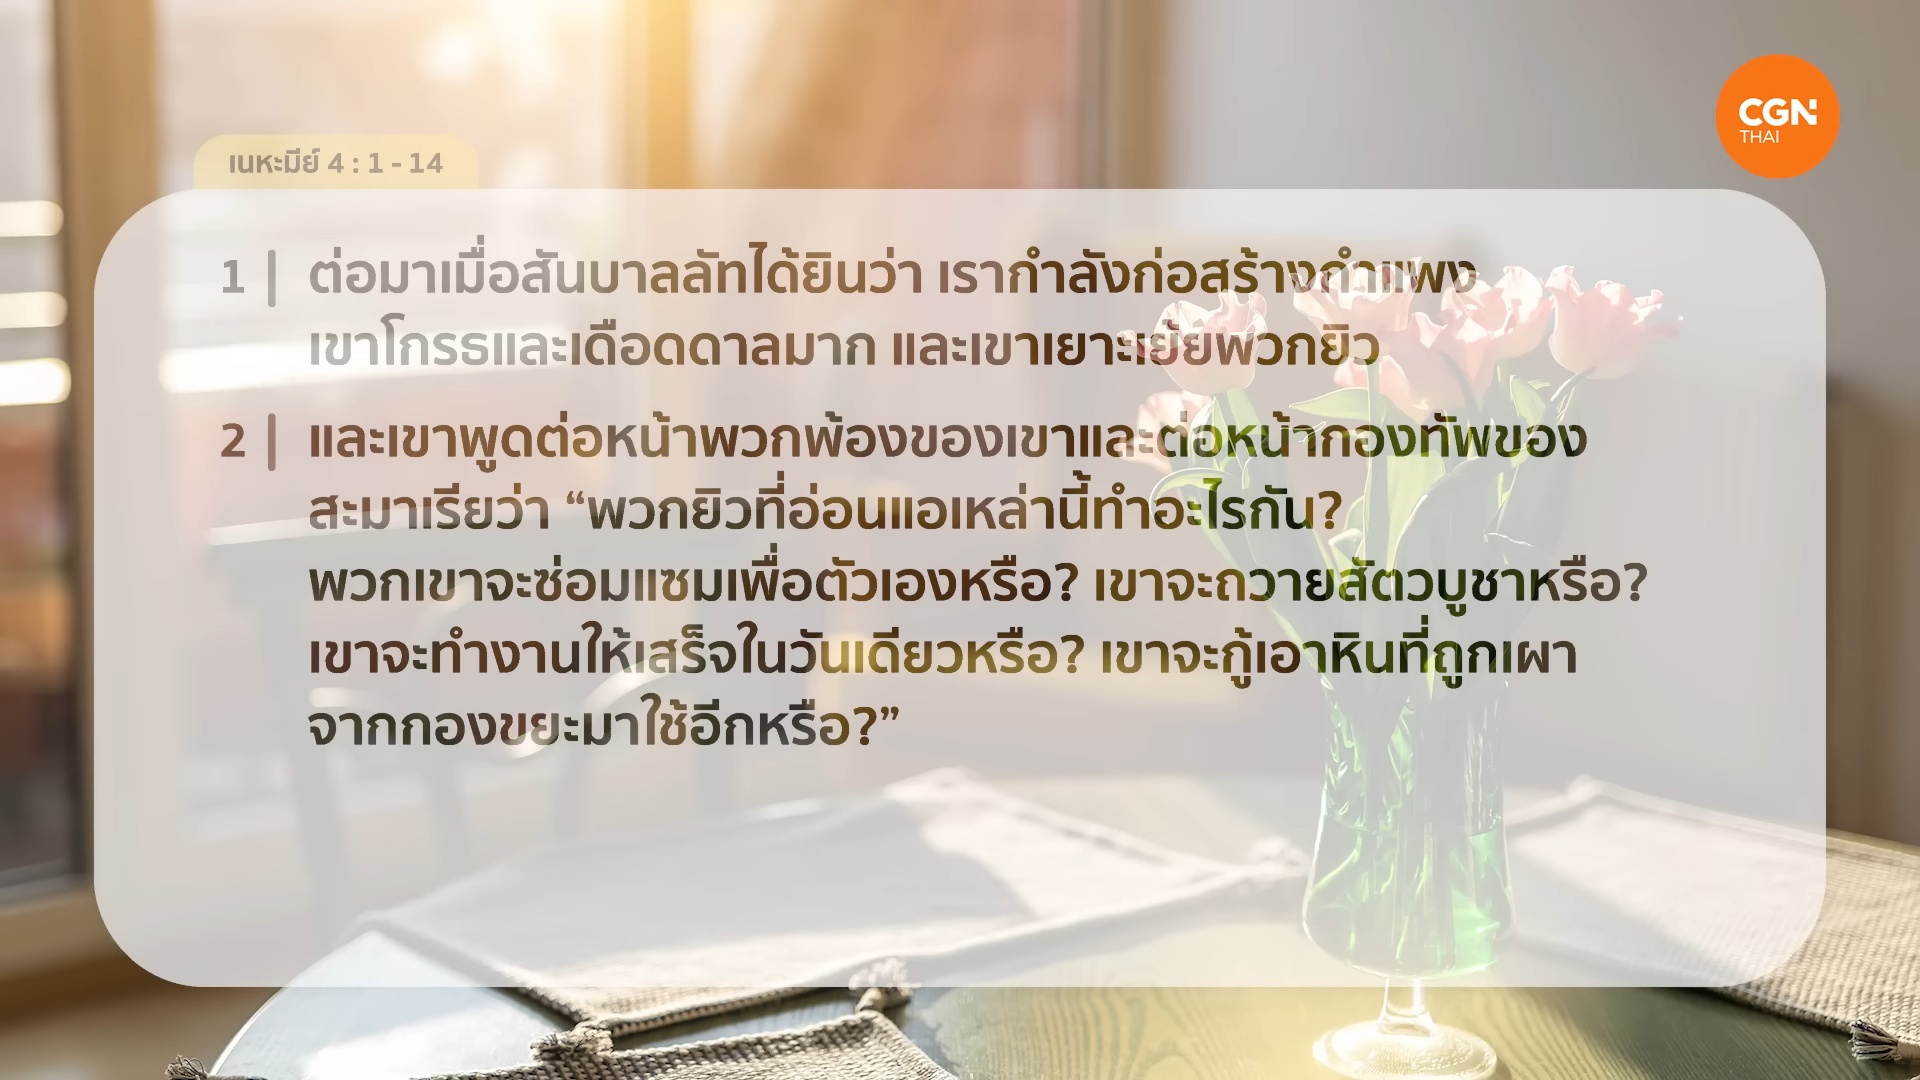 CGN
THAI
เนหะมีย์ 4 : 1 - 14
1 | ต่อมาเมื่อสันบาลลัทได้ยินว่า เรากำลังก่อสร้างกำแพง
เขาโกรธและเดือดดาลมาก และเขาเยาะเย้ยพวกยิว
2 | และเขาพูดต่อหน้าพวกพ้องของเขาและต่อหน้ากองทัพของ
สะมาเรียว่า “พวกยิวที่อ่อนแอเหล่านี้ทำอะไรกัน?
พวกเขาจะซ่อมแซมเพื่อตัวเองหรือ? เขาจะถวายสัตวบูชาหรือ?
เขาจะทำงานให้เสร็จในวันเดียวหรือ? เขาจะกู้เอาหินที่ถูกเผา
จากกองขยะมาใช้อีกหรือ?”